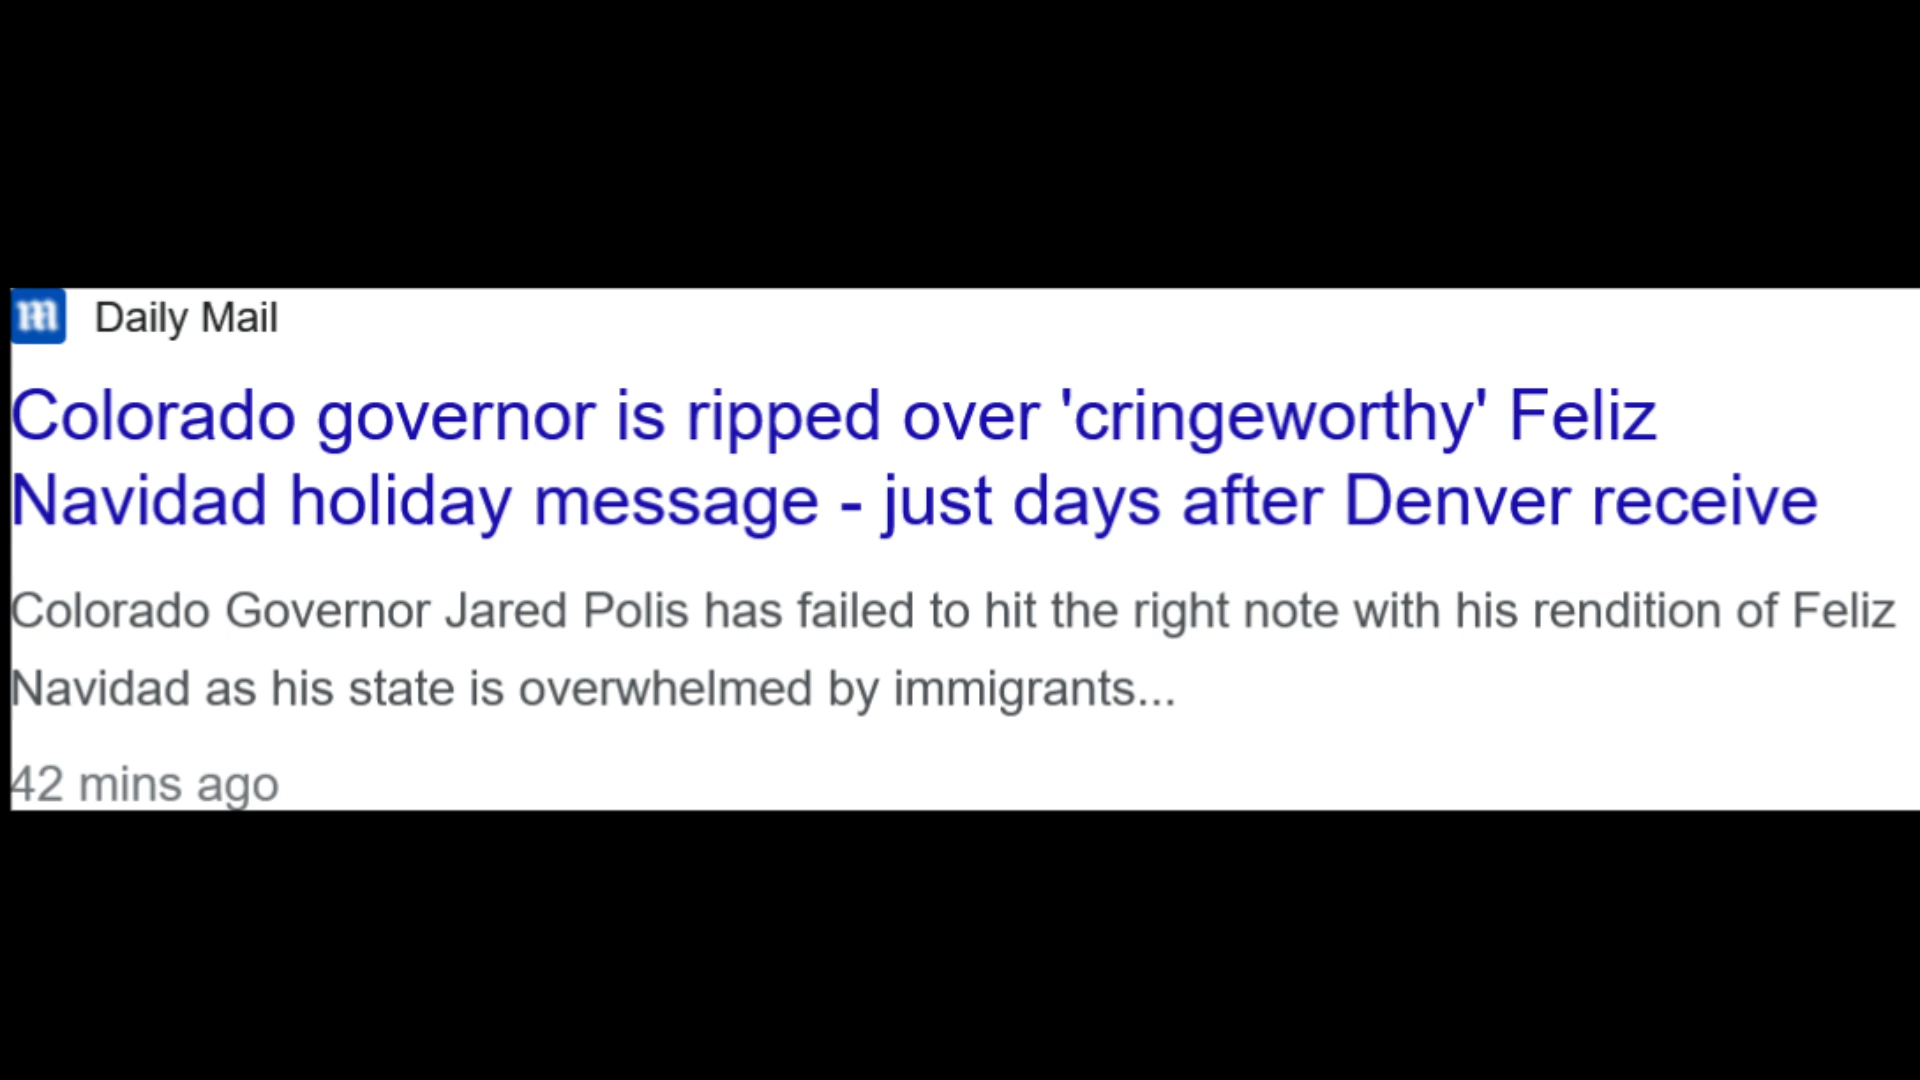 Daily Mail
Colorado governor is ripped over 'cringeworthy' Feliz
Navidad holiday message - just days after Denver receive
Colorado Governor Jared Polis has failed to hit the right note with his rendition of Feliz
Navidad as his state is overwhelmed by immigrants...
42 mins ago